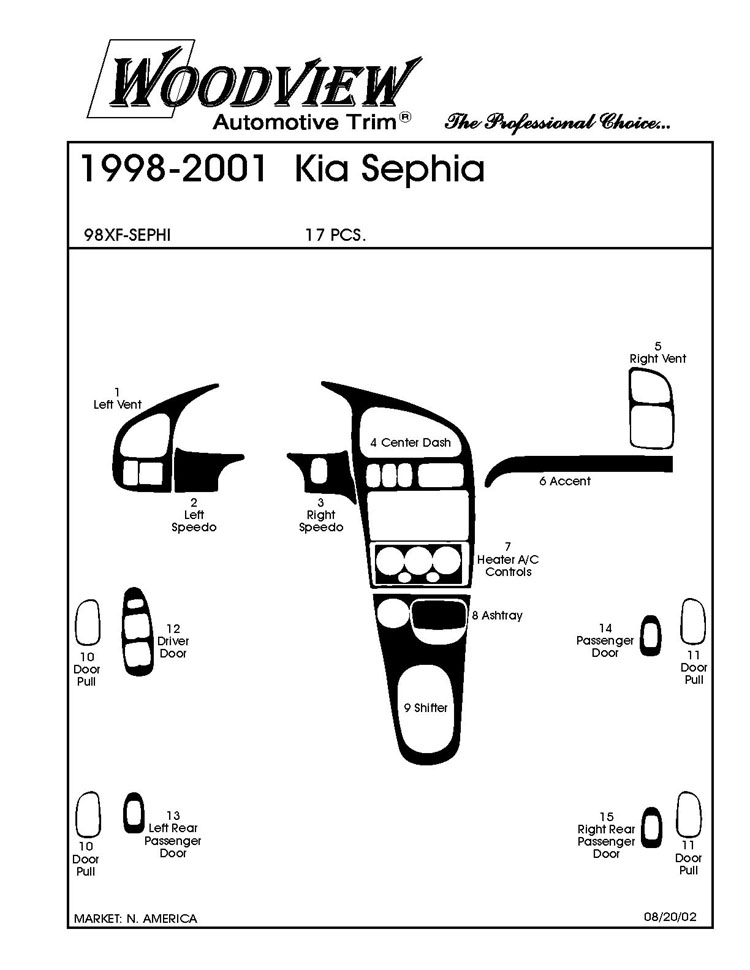 WOODVIEW
Automotive Trim®
The Professional Choice...
1998-2001 Kia Sephia
98XF-SEPHI 17 PCS.
5
Right Vent
1
Left Vent
4 Center Dash
6 Accent
2
Left
Speedo
3
Right
Speedo
7
Heater A/C
Controls
8 Ashtray
10
Door
Pull
12
Driver
Door
14
Passenger
Door
11
Door
Pull
9 Shifter
10
Door
Pull
13
Left Rear
Passenger
Door
15
Right Rear
Passenger
Door
11
Door
Pull
MARKET: N. AMERICA
08/20/02